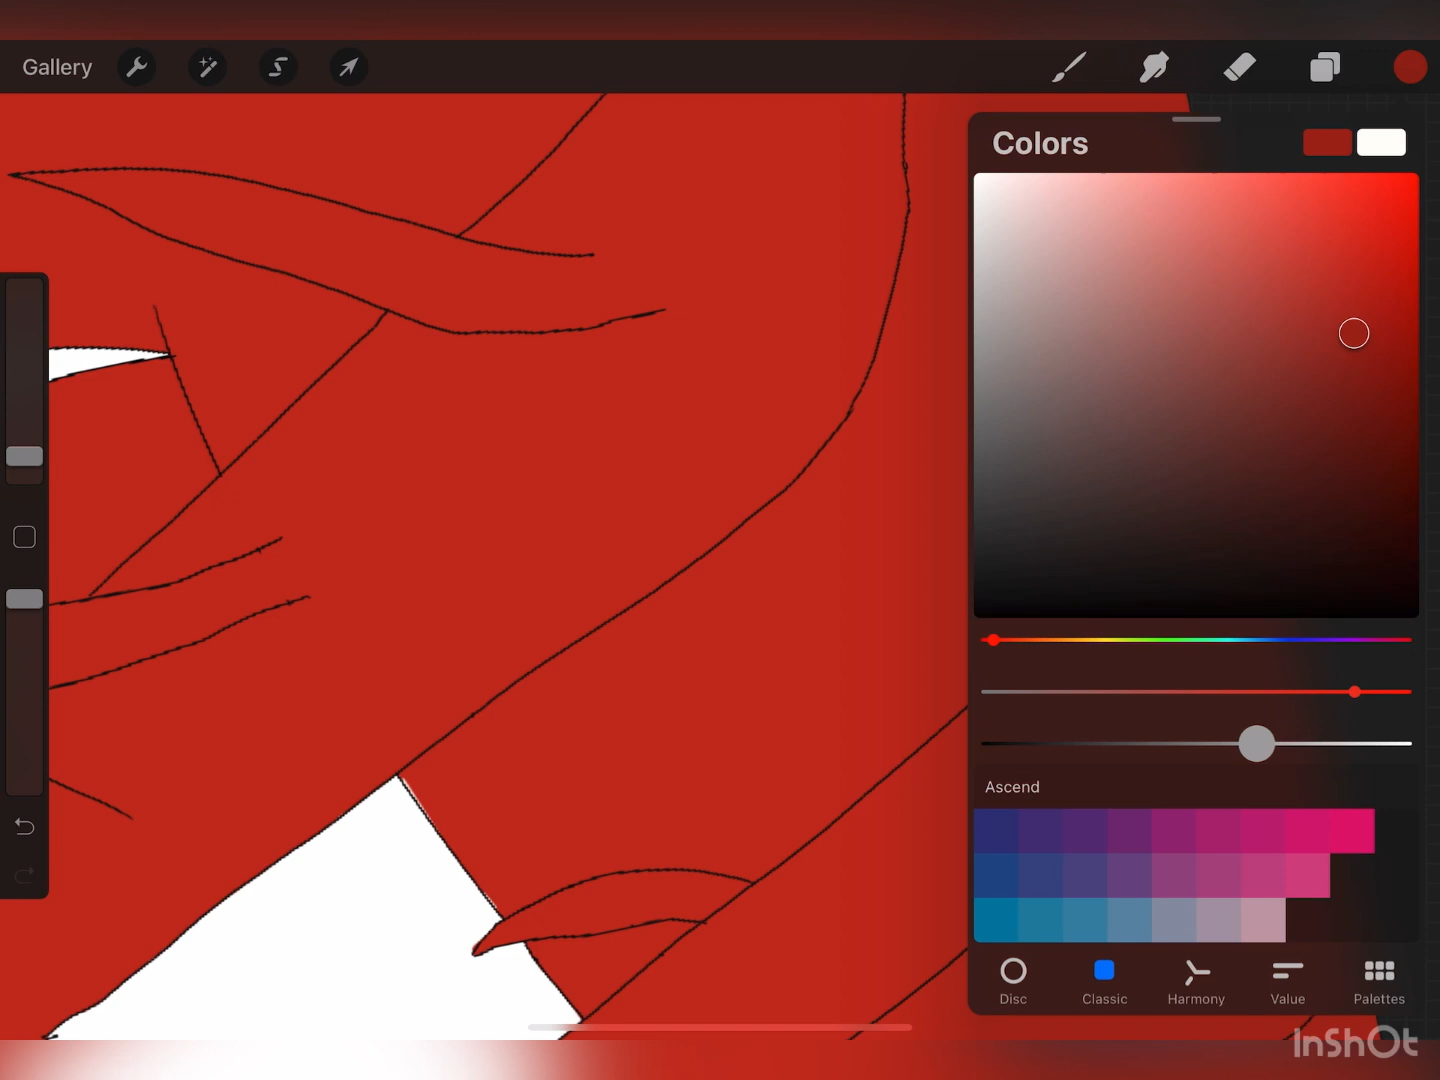 Gallery
Colors
Ascend
Disc
Classic
Harmony
Value
Palettes
InShOt